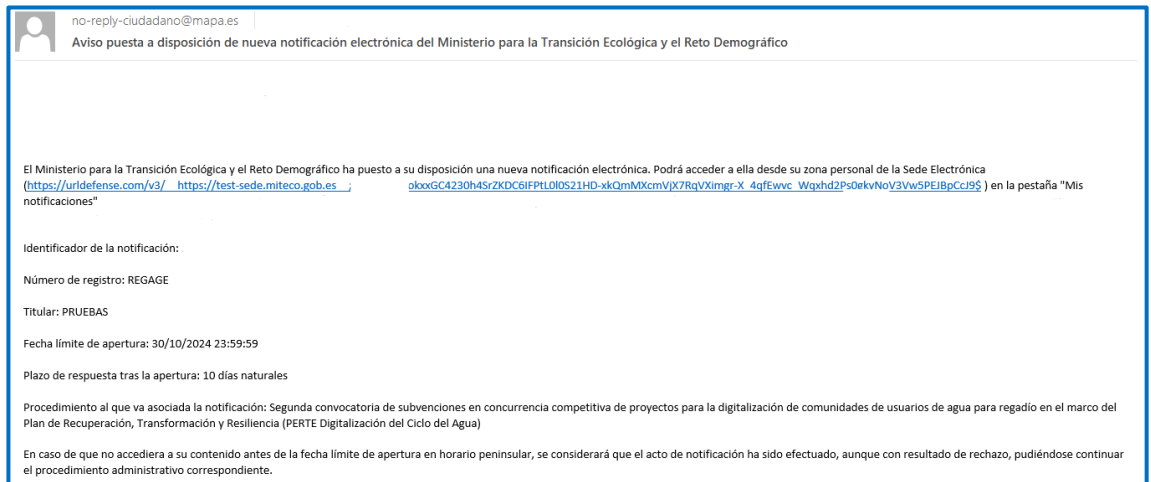 no-reply-ciudadano@mapa.es
Aviso puesta a disposición de nueva notificación electrónica del Ministerio para la Transición Ecológica y el Reto Demográfico
El Ministerio para la Transición Ecológica y el Reto Demográfico ha puesto a su disposición una nueva notificación electrónica. Podrá acceder a ella desde su zona personal de la Sede Electrónica
(https://urldefense.com/v3/__https://test-sede.miteco.gob.es__; pkxxGC4230h4SrZKDC6IFPtL0l0S21HD-xkQmMXcmVjX7RqVXimgr-X_4qfEwvc_Wqxhd2Ps0gkvNoV3Vw5PEJBpCcJ9$ ) en la pestaña "Mis
notificaciones"
Identificador de la notificación:
Número de registro: REGAGE
Titular: PRUEBAS
Fecha límite de apertura: 30/10/2024 23:59:59
Plazo de respuesta tras la apertura: 10 días naturales
Procedimiento al que va asociada la notificación: Segunda convocatoria de subvenciones en concurrencia competitiva de proyectos para la digitalización de comunidades de usuarios de agua para regadío en el marco del
Plan de Recuperación, Transformación y Resiliencia (PERTE Digitalización del Ciclo del Agua)
En caso de que no accediera a su contenido antes de la fecha límite de apertura en horario peninsular, se considerará que el acto de notificación ha sido efectuado, aunque con resultado de rechazo, pudiéndose continuar
el procedimiento administrativo correspondiente.